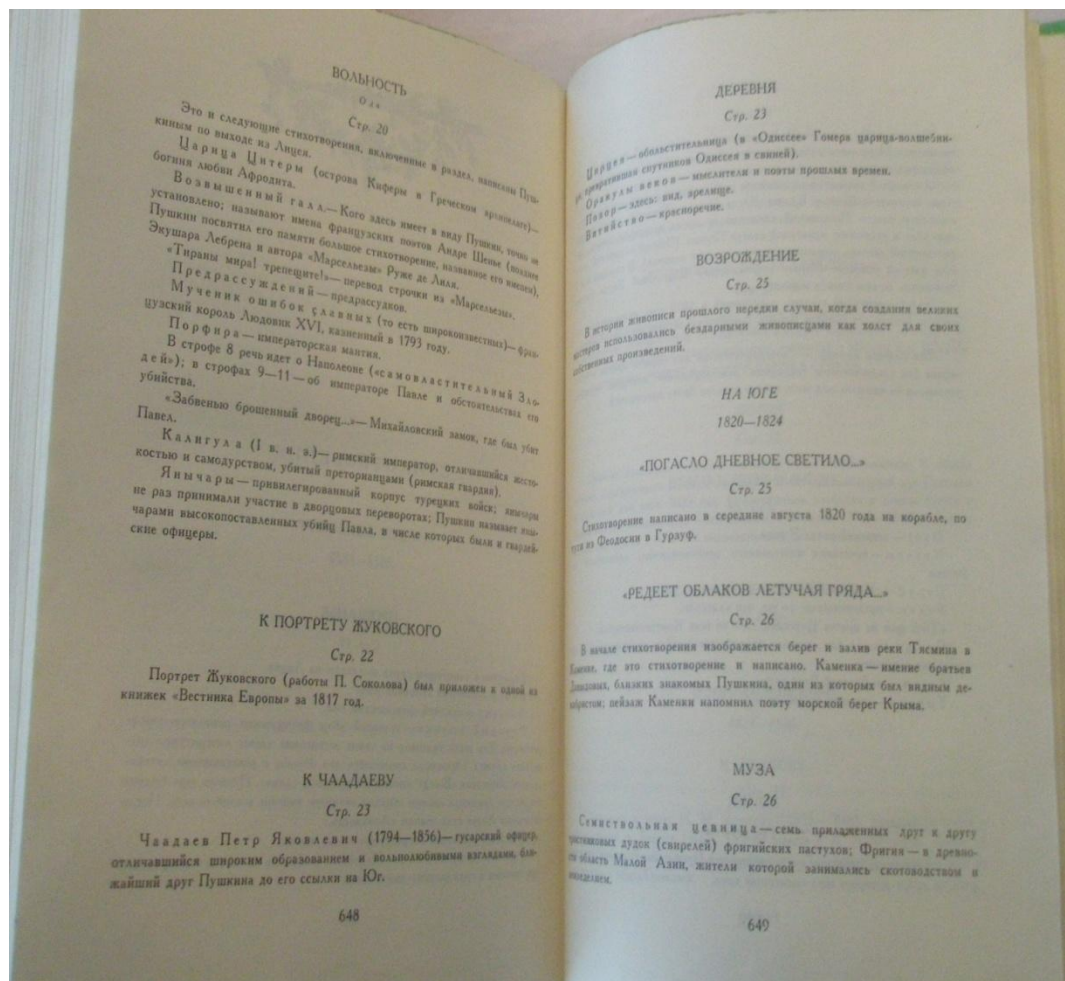 ВОЛЬНОСТЬ
Ода
Стр. 20
Это и следующие стихотворения, включенные в раздел, написаны Пуш-
киным по выходе из Лицея.
Царица Цитеры (острова Киферы в Греческом архипелаге)—
богиня любви Афродита.
Возвышенный галл.— Кого здесь имеет в виду Пушкин, точно не
установлено; называют имена французских поэтов Андре Шенье (позднее
Пушкин посвятил его памяти большое стихотворение, названное его именем),
Экушара Лебрена и автора «Марсельезы» Руже де Лиля.
«Тираны мира! трепещите!»— перевод строчки из «Марсельезы».
Предрассуждений — предрассудков.
Мученик ошибок славных (то есть широкоизвестных)— фран-
цузский король Людовик XVI, казненный в 1793 году.
Порфира — императорская мантия.
В строфе 8 речь идет о Наполеоне («самовластительный Зло-
дей»); в строфах 9—11 — об императоре Павле и обстоятельствах его
убийства.
«Забвенью брошенный дворец...»— Михайловский замок, где был убит
Павел.
Калигула (I в. н. э.)— римский император, отличавшийся жесто-
костью и самодурством, убитый преторианцами (римская гвардия).
Янычары — привилегированный корпус турецких войск; янычары
не раз принимали участие в дворцовых переворотах; Пушкин называет яны-
чарами высокопоставленных убийц Павла, в числе которых были и гвардей-
ские офицеры.
К ПОРТРЕТУ ЖУКОВСКОГО
Стр. 22
Портрет Жуковского (работы П. Соколова) был приложен к одной из
книжек «Вестника Европы» за 1817 год.
К ЧААДАЕВУ
Стр. 23
Чаадаев Петр Яковлевич (1794—1856)— гусарский офицер,
отличавшийся широким образованием и вольнолюбивыми взглядами, бли-
жайший друг Пушкина до его ссылки на Юг.
648
ДЕРЕВНЯ
Стр. 23
Цирцея — обольстительница (в «Одиссее» Гомера царица-волшебни-
ца, превратившая спутников Одиссея в свиней).
Оракулы веков — мыслители и поэты прошлых времен.
Позор — здесь: вид, зрелище.
Витийство — красноречие.
ВОЗРОЖДЕНИЕ
Стр. 25
В истории живописи прошлого нередки случаи, когда создания великих
мастеров использовались бездарными живописцами как холст для своих
собственных произведений.
НА ЮГЕ
1820—1824
«ПОГАСЛО ДНЕВНОЕ СВЕТИЛО...»
Стр. 25
Стихотворение написано в середине августа 1820 года на корабле, по
пути из Феодосии в Гурзуф.
«РЕДЕЕТ ОБЛАКОВ ЛЕТУЧАЯ ГРЯДА...»
Стр. 26
В начале стихотворения изображается берег и залив реки Тясмина в
Каменке, где это стихотворение и написано. Каменка — имение братьев
Давыдовых, близких знакомых Пушкина, один из которых был видным де-
кабристом; пейзаж Каменки напомнил поэту морской берег Крыма.
МУЗА
Стр. 26
Семиствольная цевница — семь прилаженных друг к другу
тростниковых дудок (свирелей) фригийских пастухов; Фригия — в древно-
сти область Малой Азии, жители которой занимались скотоводством и
земледелием.
649